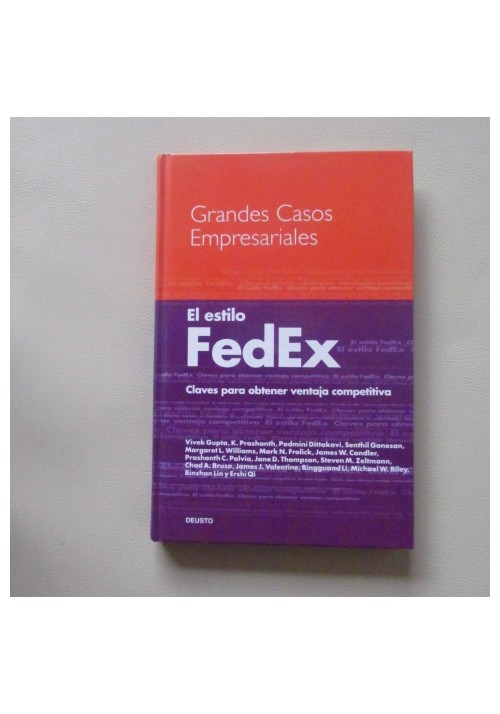 Grandes Casos
Empresariales
El estilo
FedEx
Claves para obtener ventaja competitiva
Vivek Gupta, K. Prashanth, Padmini Dittakavi, Senthil Ganesan,
Margaret L. Williams, Mark N. Frolick, James W. Candler,
Prashanth C. Palvia, Jane D. Thompson, Steven M. Zeltmann,
Chad A. Bruso, James J. Valentine, Bingguand Li, Michael W. Riley,
Binshan Lin y Ershi Qi
DEUSTO